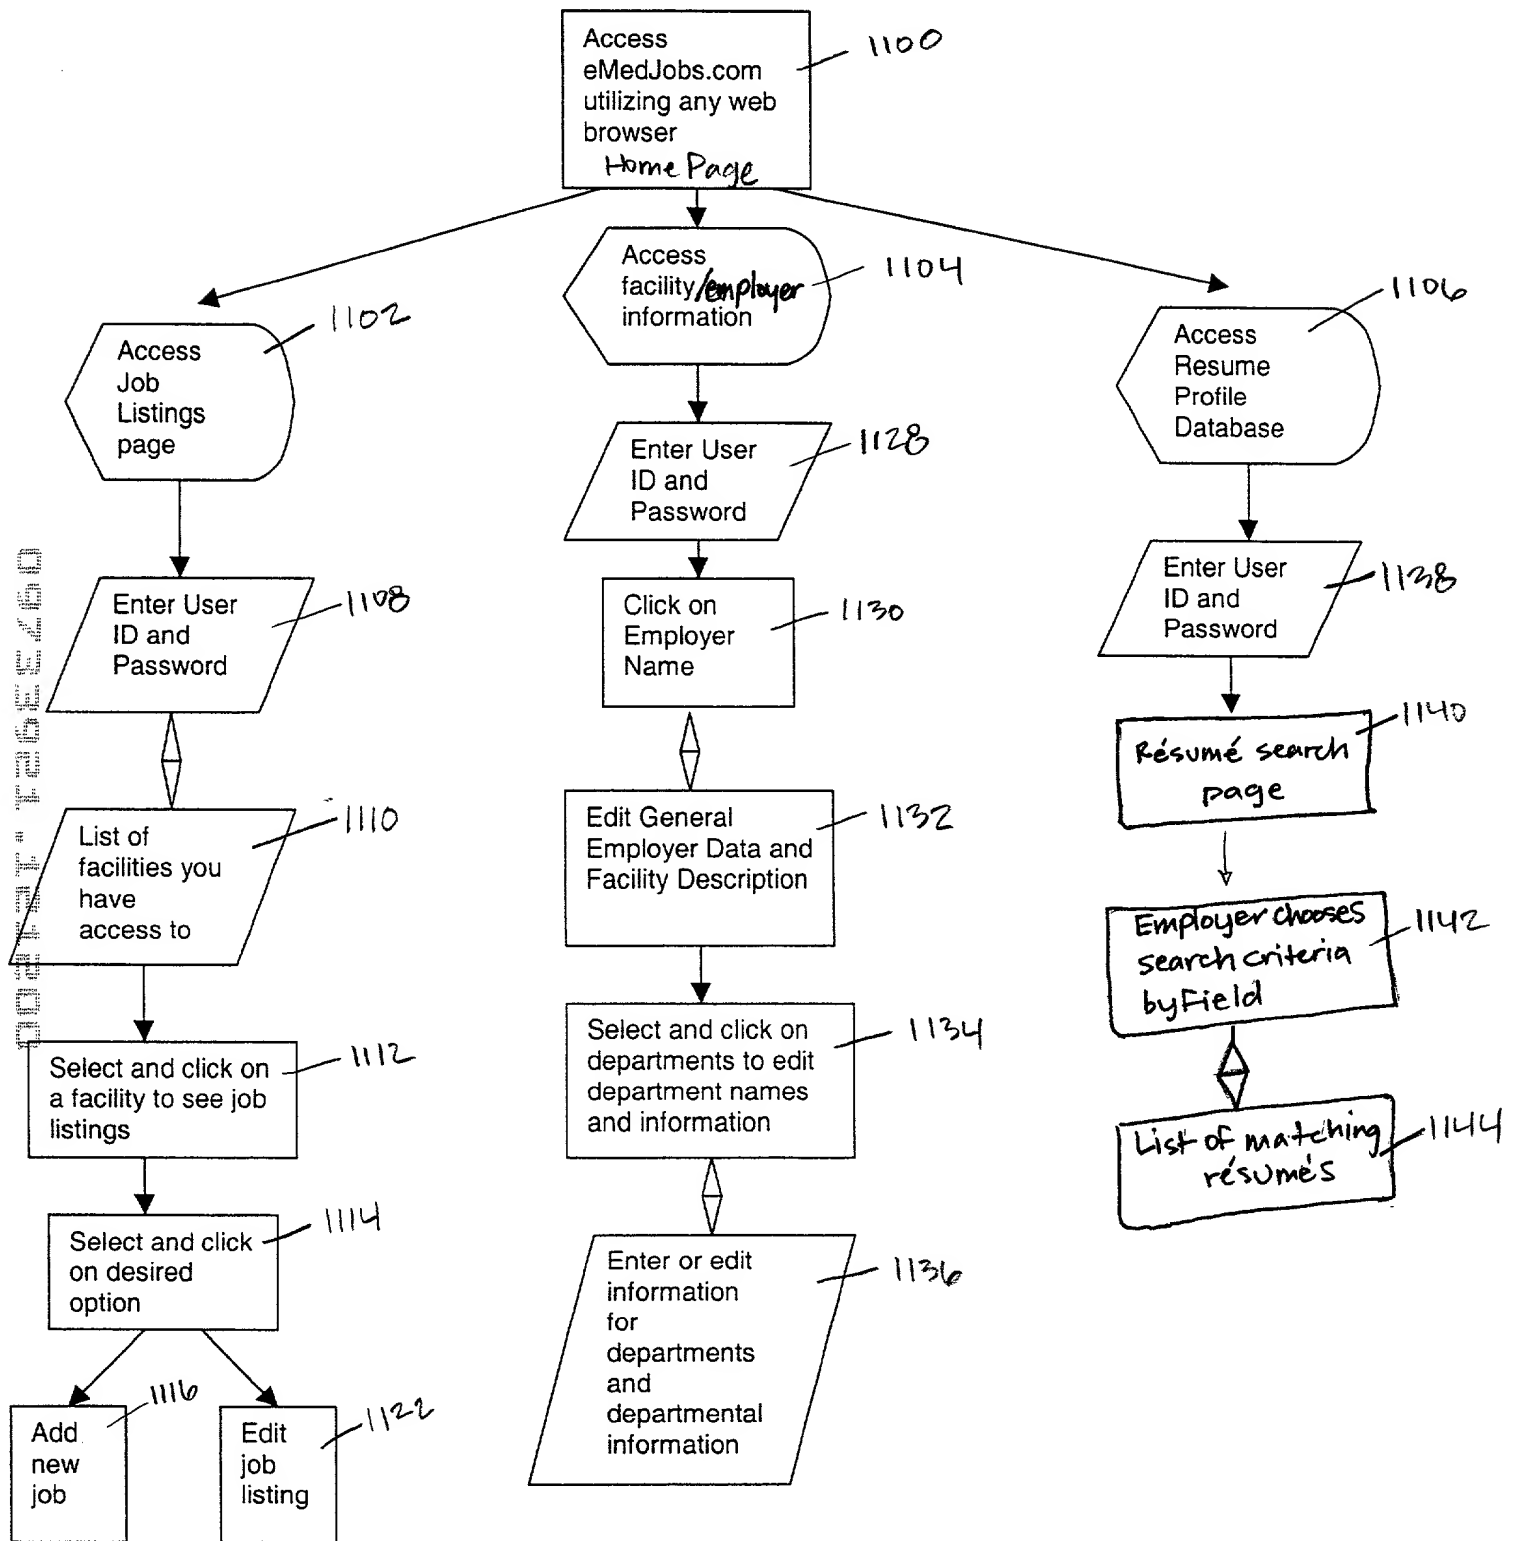 Access
eMedJobs.com
utilizing any web
browser
Home Page
1100
Access
Job
Listings
page
1102
Enter User
ID and
Password
1108
List of
facilities you
have
access to
1110
Select and click on
a facility to see job
listings
1112
Select and click
on desired
option
1114
Add
new
job
1116
Edit
job
listing
1122
Access
facility/employer
information
1104
Enter User
ID and
Password
1128
Click on
Employer
Name
1130
Edit General
Employer Data and
Facility Description
1132
Select and click on
departments to edit
department names
and information
1134
Enter or edit
information
for
departments
and
departmental
information
1136
Access
Resume
Profile
Database
1106
Enter User
ID and
Password
1138
Résumé search
page
1140
Employer chooses
search criteria
by Field
1142
List of matching
résumés
1144